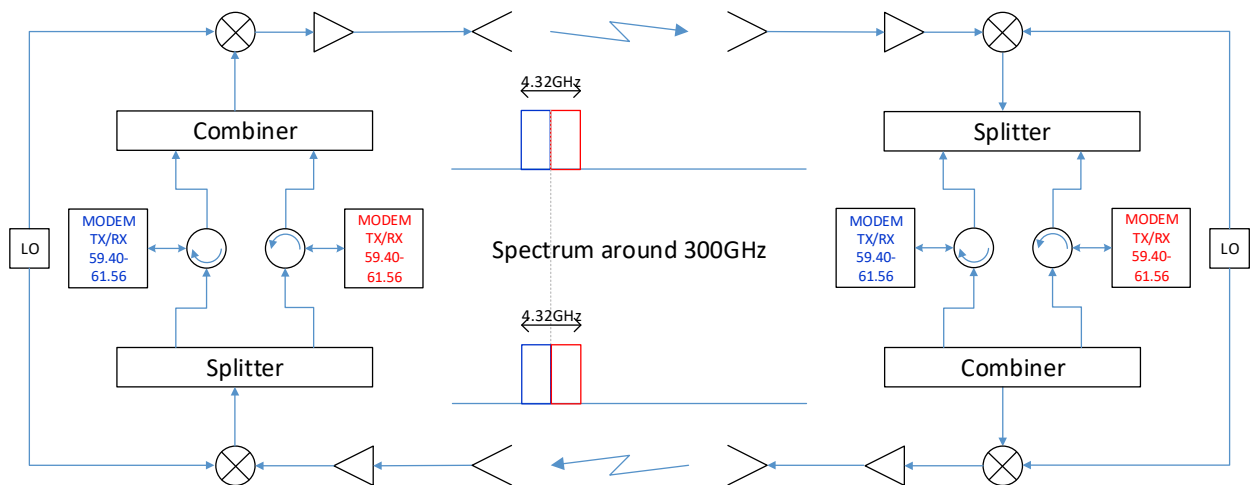 4.32GHz
Combiner
Splitter
MODEM
TX/RX
59.40-
61.56
MODEM
TX/RX
59.40-
61.56
MODEM
TX/RX
59.40-
61.56
MODEM
TX/RX
59.40-
61.56
LO
Spectrum around 300GHz
LO
4.32GHz
Splitter
Combiner